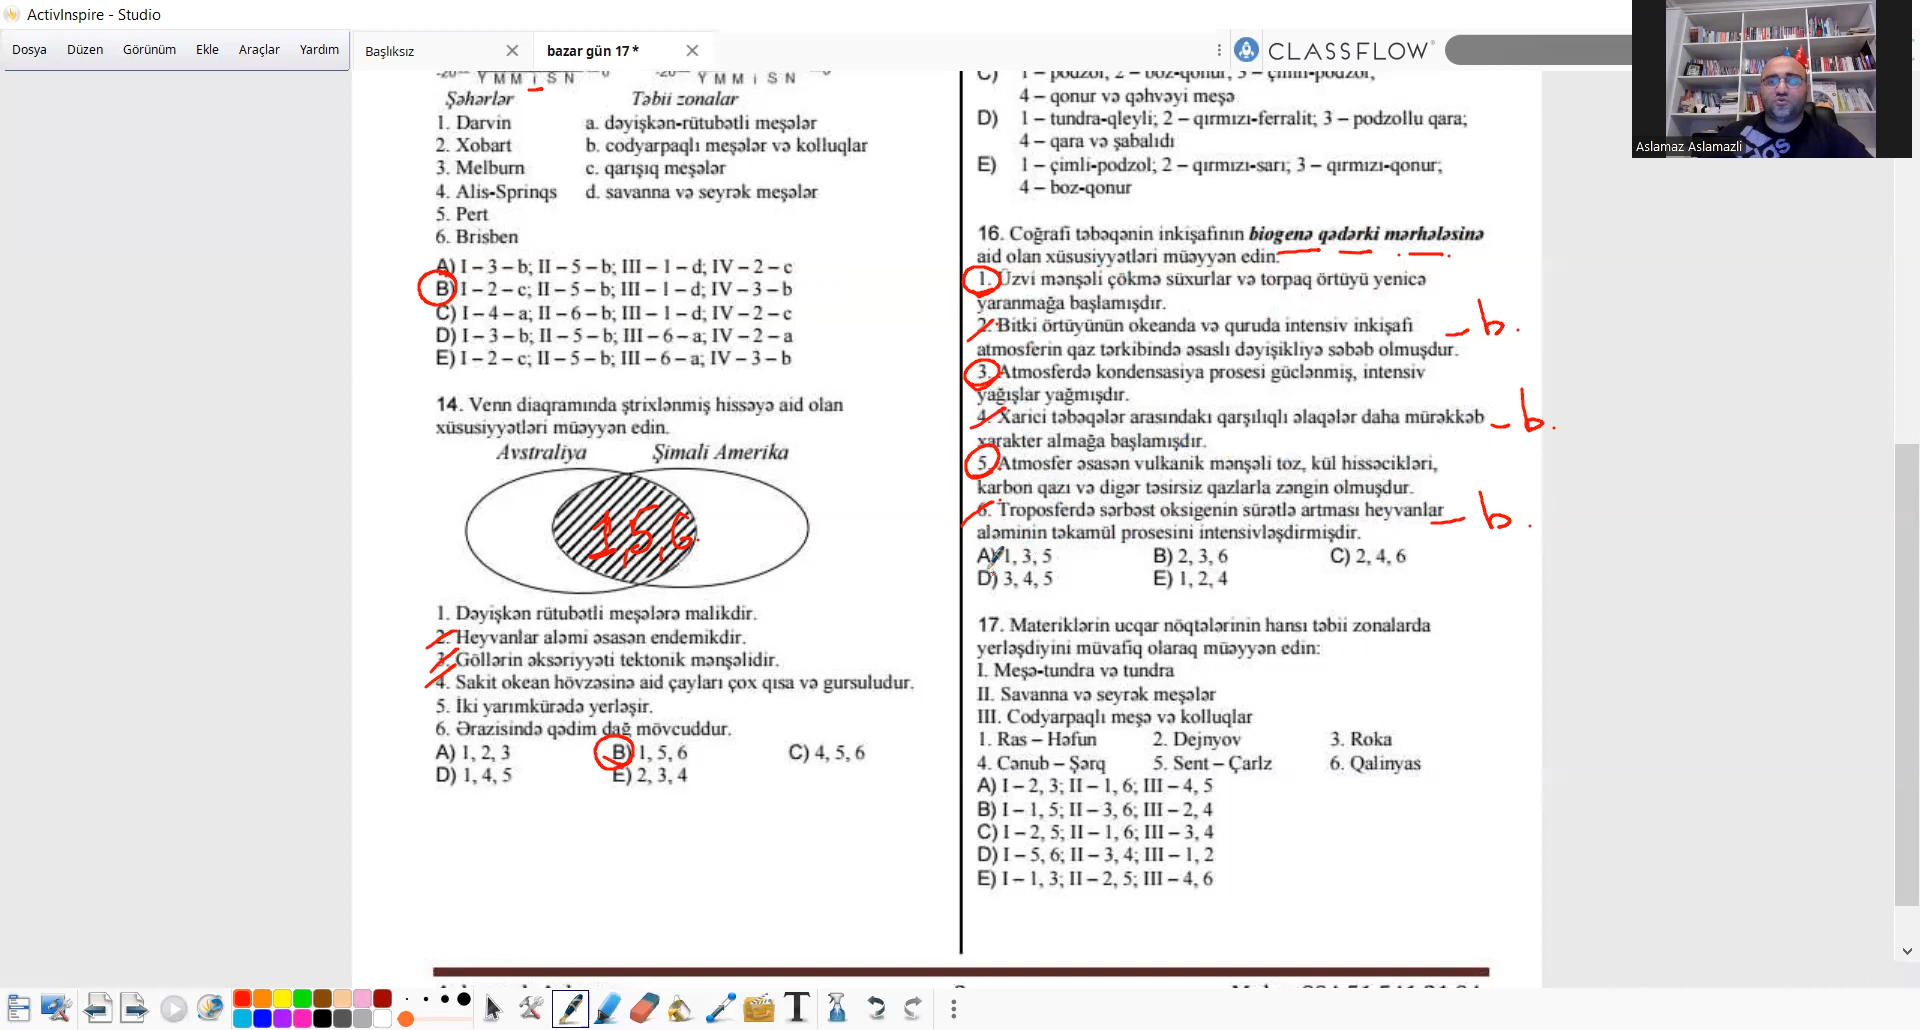 ActivInspire - Studio
Dosya Düzen Görünüm Ekle Araçlar Yardım
Başlıksız
bazar gün 17 *
CLASSFLOW
Aslamaz Aslamazli
Y M M İ S N
Y M M İ S N
Şəhərlər Təbii zonalar
1. Darvin a. dəyişkən-rütubətli meşələr
2. Xobart b. codyarpaqlı meşələr və kolluqlar
3. Melburn c. qarışıq meşələr
4. Alis-Sprinqs d. savanna və seyrək meşələr
5. Pert
6. Brisben
A) I – 3 – b; II – 5 – b; III – 1 – d; IV – 2 – c
B) I – 2 – c; II – 5 – b; III – 1 – d; IV – 3 – b
C) I – 4 – a; II – 6 – b; III – 1 – d; IV – 2 – c
D) I – 3 – b; II – 5 – b; III – 6 – a; IV – 2 – a
E) I – 2 – c; II – 5 – b; III – 6 – a; IV – 3 – b
14. Venn diaqramında ştrixlənmiş hissəyə aid olan
xüsusiyyətləri müəyyən edin.
Avstraliya Şimali Amerika
1,5,6.
1. Dəyişkən rütubətli meşələrə malikdir.
2. Heyvanlar aləmi əsasən endemikdir.
3. Göllərin əksəriyyəti tektonik mənşəlidir.
4. Sakit okean hövzəsinə aid çayları çox qısa və gursuludur.
5. İki yarımkürədə yerləşir.
6. Ərazisində qədim dağ mövcuddur.
A) 1, 2, 3 B) 1, 5, 6 C) 4, 5, 6
D) 1, 4, 5 E) 2, 3, 4
C) 1 – podzol; 2 – boz-qonur; 3 – çimli-podzol;
4 – qonur və qəhvəyi meşə
D) 1 – tundra-qleyli; 2 – qırmızı-ferralit; 3 – podzollu qara;
4 – qara və şabalıdı
E) 1 – çimli-podzol; 2 – qırmızı-sarı; 3 – qırmızı-qonur;
4 – boz-qonur
16. Coğrafi təbəqənin inkişafının biogenə qədərki mərhələsinə
aid olan xüsusiyyətləri müəyyən edin.
1. Üzvi mənşəli çökmə süxurlar və torpaq örtüyü yenicə
yaranmağa başlamışdır.
2. Bitki örtüyünün okeanda və quruda intensiv inkişafı – b.
atmosferin qaz tərkibində əsaslı dəyişikliyə səbəb olmuşdur.
3. Atmosferdə kondensasiya prosesi güclənmiş, intensiv
yağışlar yağmışdır.
4. Xarici təbəqələr arasındakı qarşılıqlı əlaqələr daha mürəkkəb – b.
xarakter almağa başlamışdır.
5. Atmosfer əsasən vulkanik mənşəli toz, kül hissəcikləri,
karbon qazı və digər təsirsiz qazlarla zəngin olmuşdur.
6. Troposferdə sərbəst oksigenin sürətlə artması heyvanlar – b.
aləminin təkamül prosesini intensivləşdirmişdir.
A) 1, 3, 5 B) 2, 3, 6 C) 2, 4, 6
D) 3, 4, 5 E) 1, 2, 4
17. Materiklərin ucqar nöqtələrinin hansı təbii zonalarda
yerləşdiyini müvafiq olaraq müəyyən edin:
I. Meşə-tundra və tundra
II. Savanna və seyrək meşələr
III. Codyarpaqlı meşə və kolluqlar
1. Ras – Həfun 2. Dejnyov 3. Roka
4. Cənub – Şərq 5. Sent – Çarlz 6. Qalinyas
A) I – 2, 3; II – 1, 6; III – 4, 5
B) I – 1, 5; II – 3, 6; III – 2, 4
C) I – 2, 5; II – 1, 6; III – 3, 4
D) I – 5, 6; II – 3, 4; III – 1, 2
E) I – 1, 3; II – 2, 5; III – 4, 6